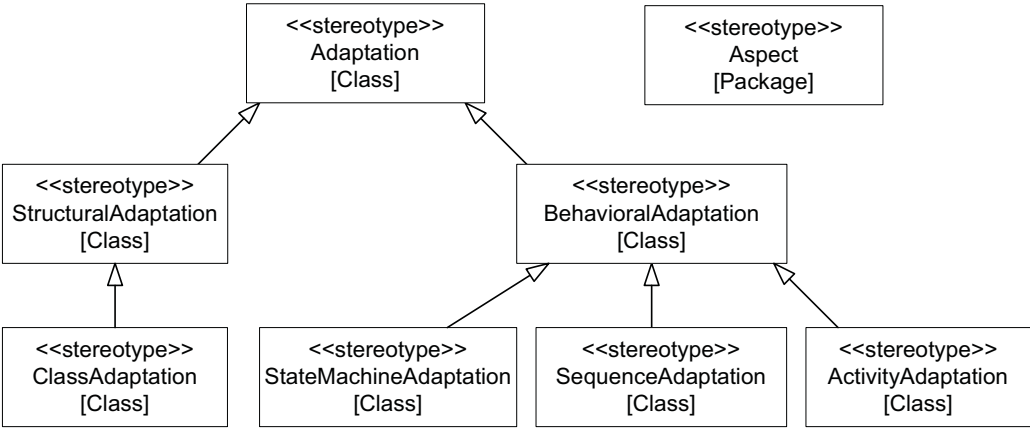 <<stereotype>>
Adaptation
[Class]
<<stereotype>>
Aspect
[Package]
<<stereotype>>
StructuralAdaptation
[Class]
<<stereotype>>
BehavioralAdaptation
[Class]
<<stereotype>>
ClassAdaptation
[Class]
<<stereotype>>
StateMachineAdaptation
[Class]
<<stereotype>>
SequenceAdaptation
[Class]
<<stereotype>>
ActivityAdaptation
[Class]